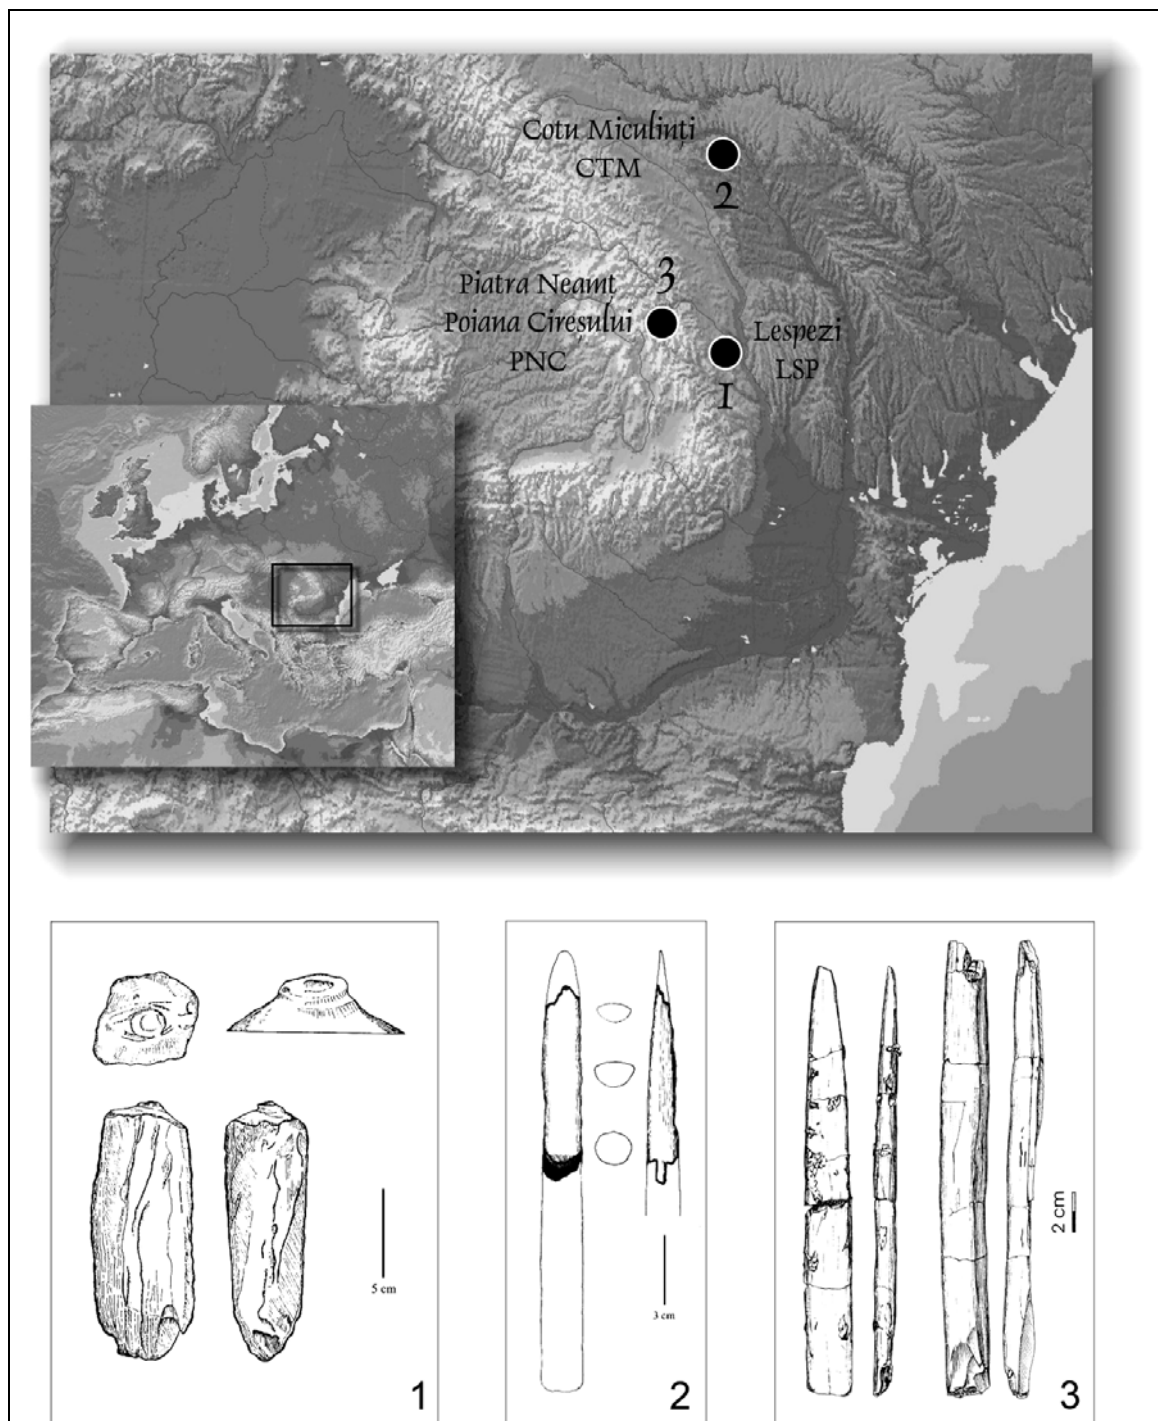 Cotu Miculinți
CTM
2
3
Piatra Neamt
Poiana Cireșului
PNC
Lespezi
LSP
1
5 cm
1
3 cm
2
2 cm
3